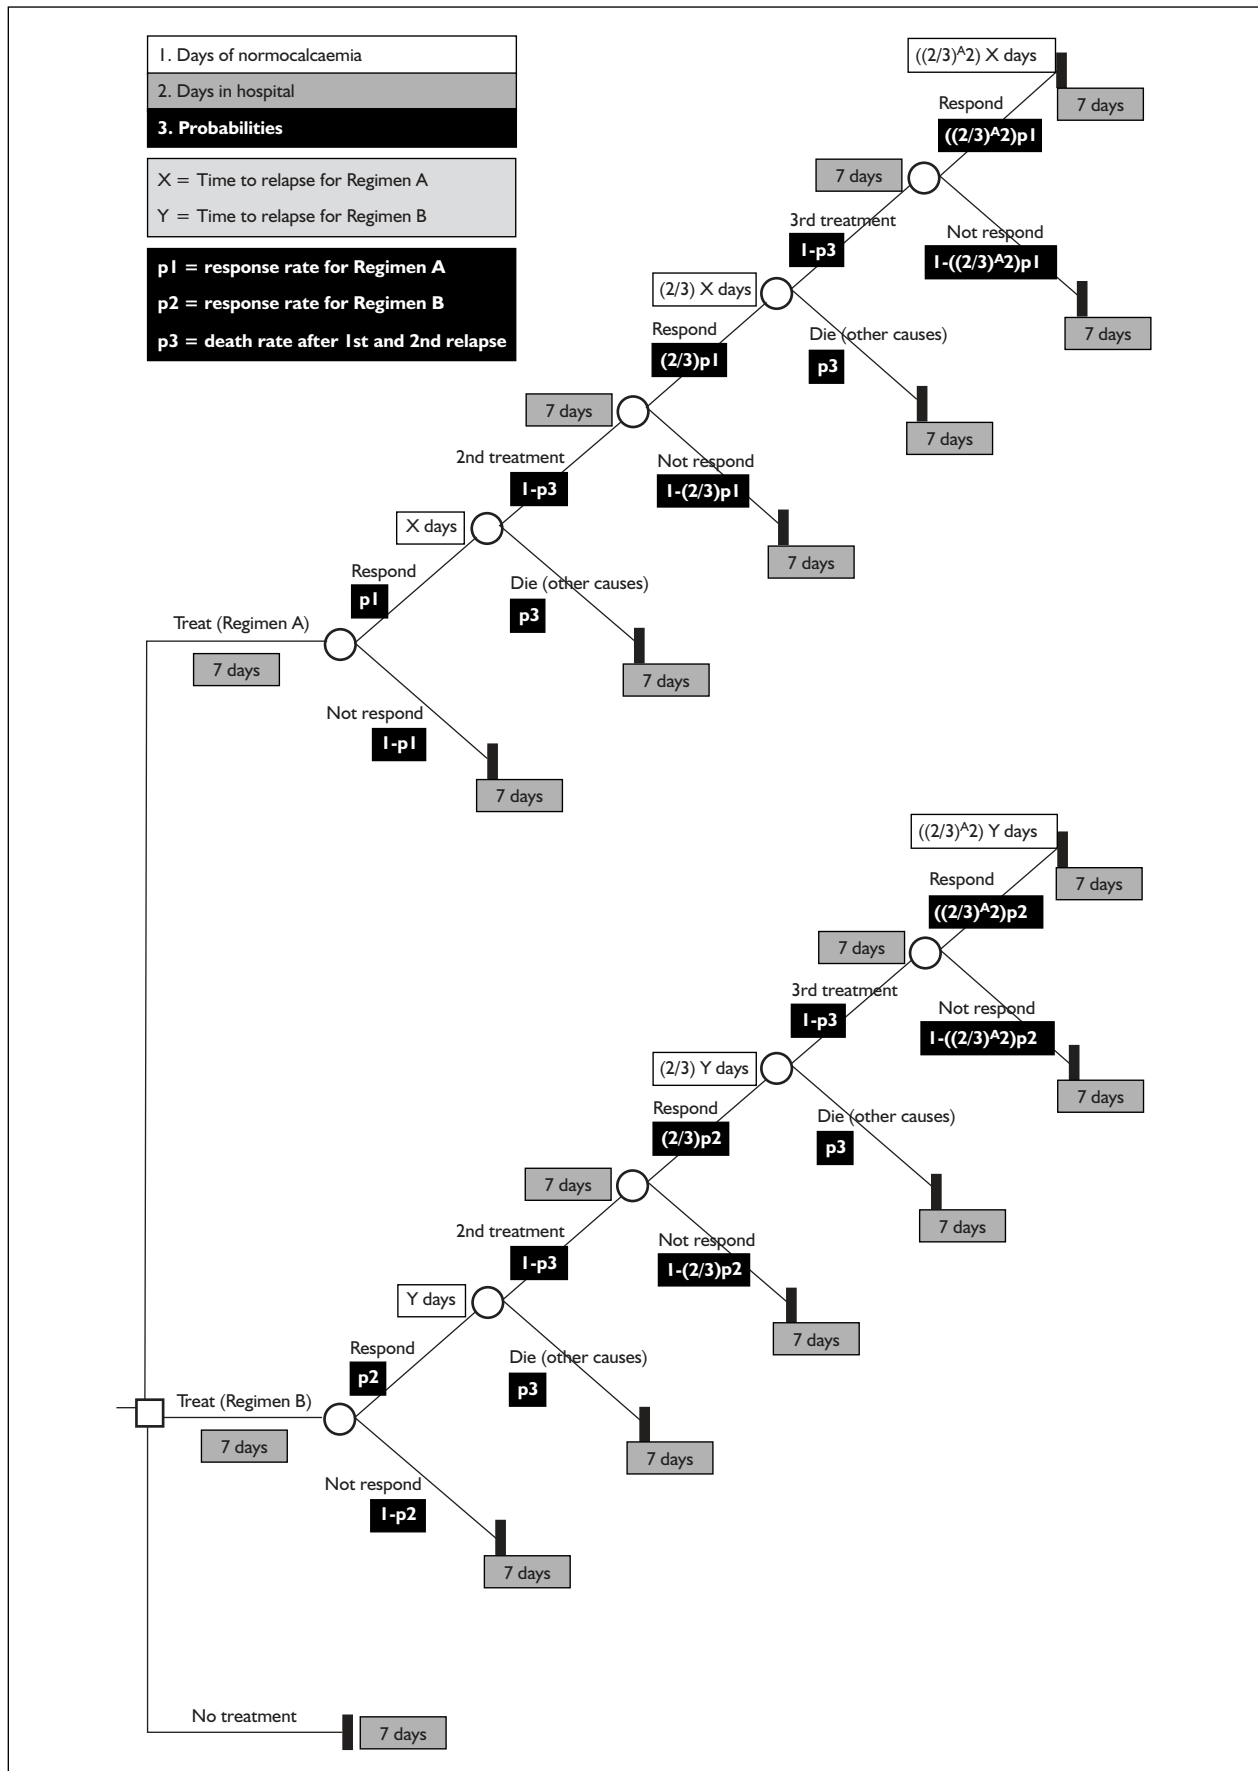 1. Days of normocalcaemia
2. Days in hospital
3. Probabilities
X = Time to relapse for Regimen A
Y = Time to relapse for Regimen B
p1 = response rate for Regimen A
p2 = response rate for Regimen B
p3 = death rate after 1st and 2nd relapse
((2/3)^A2) X days
7 days
Respond
((2/3)^A2)p1
7 days
Not respond
1-((2/3)^A2)p1
7 days
3rd treatment
1-p3
(2/3) X days
Die (other causes)
p3
7 days
Respond
(2/3)p1
7 days
Not respond
1-(2/3)p1
7 days
2nd treatment
1-p3
X days
Die (other causes)
p3
7 days
Respond
p1
Treat (Regimen A)
7 days
Not respond
1-p1
7 days
((2/3)^A2) Y days
7 days
Respond
((2/3)^A2)p2
7 days
Not respond
1-((2/3)^A2)p2
7 days
3rd treatment
1-p3
(2/3) Y days
Die (other causes)
p3
7 days
Respond
(2/3)p2
7 days
Not respond
1-(2/3)p2
7 days
2nd treatment
1-p3
Y days
Die (other causes)
p3
7 days
Respond
p2
Treat (Regimen B)
7 days
Not respond
1-p2
7 days
No treatment
7 days